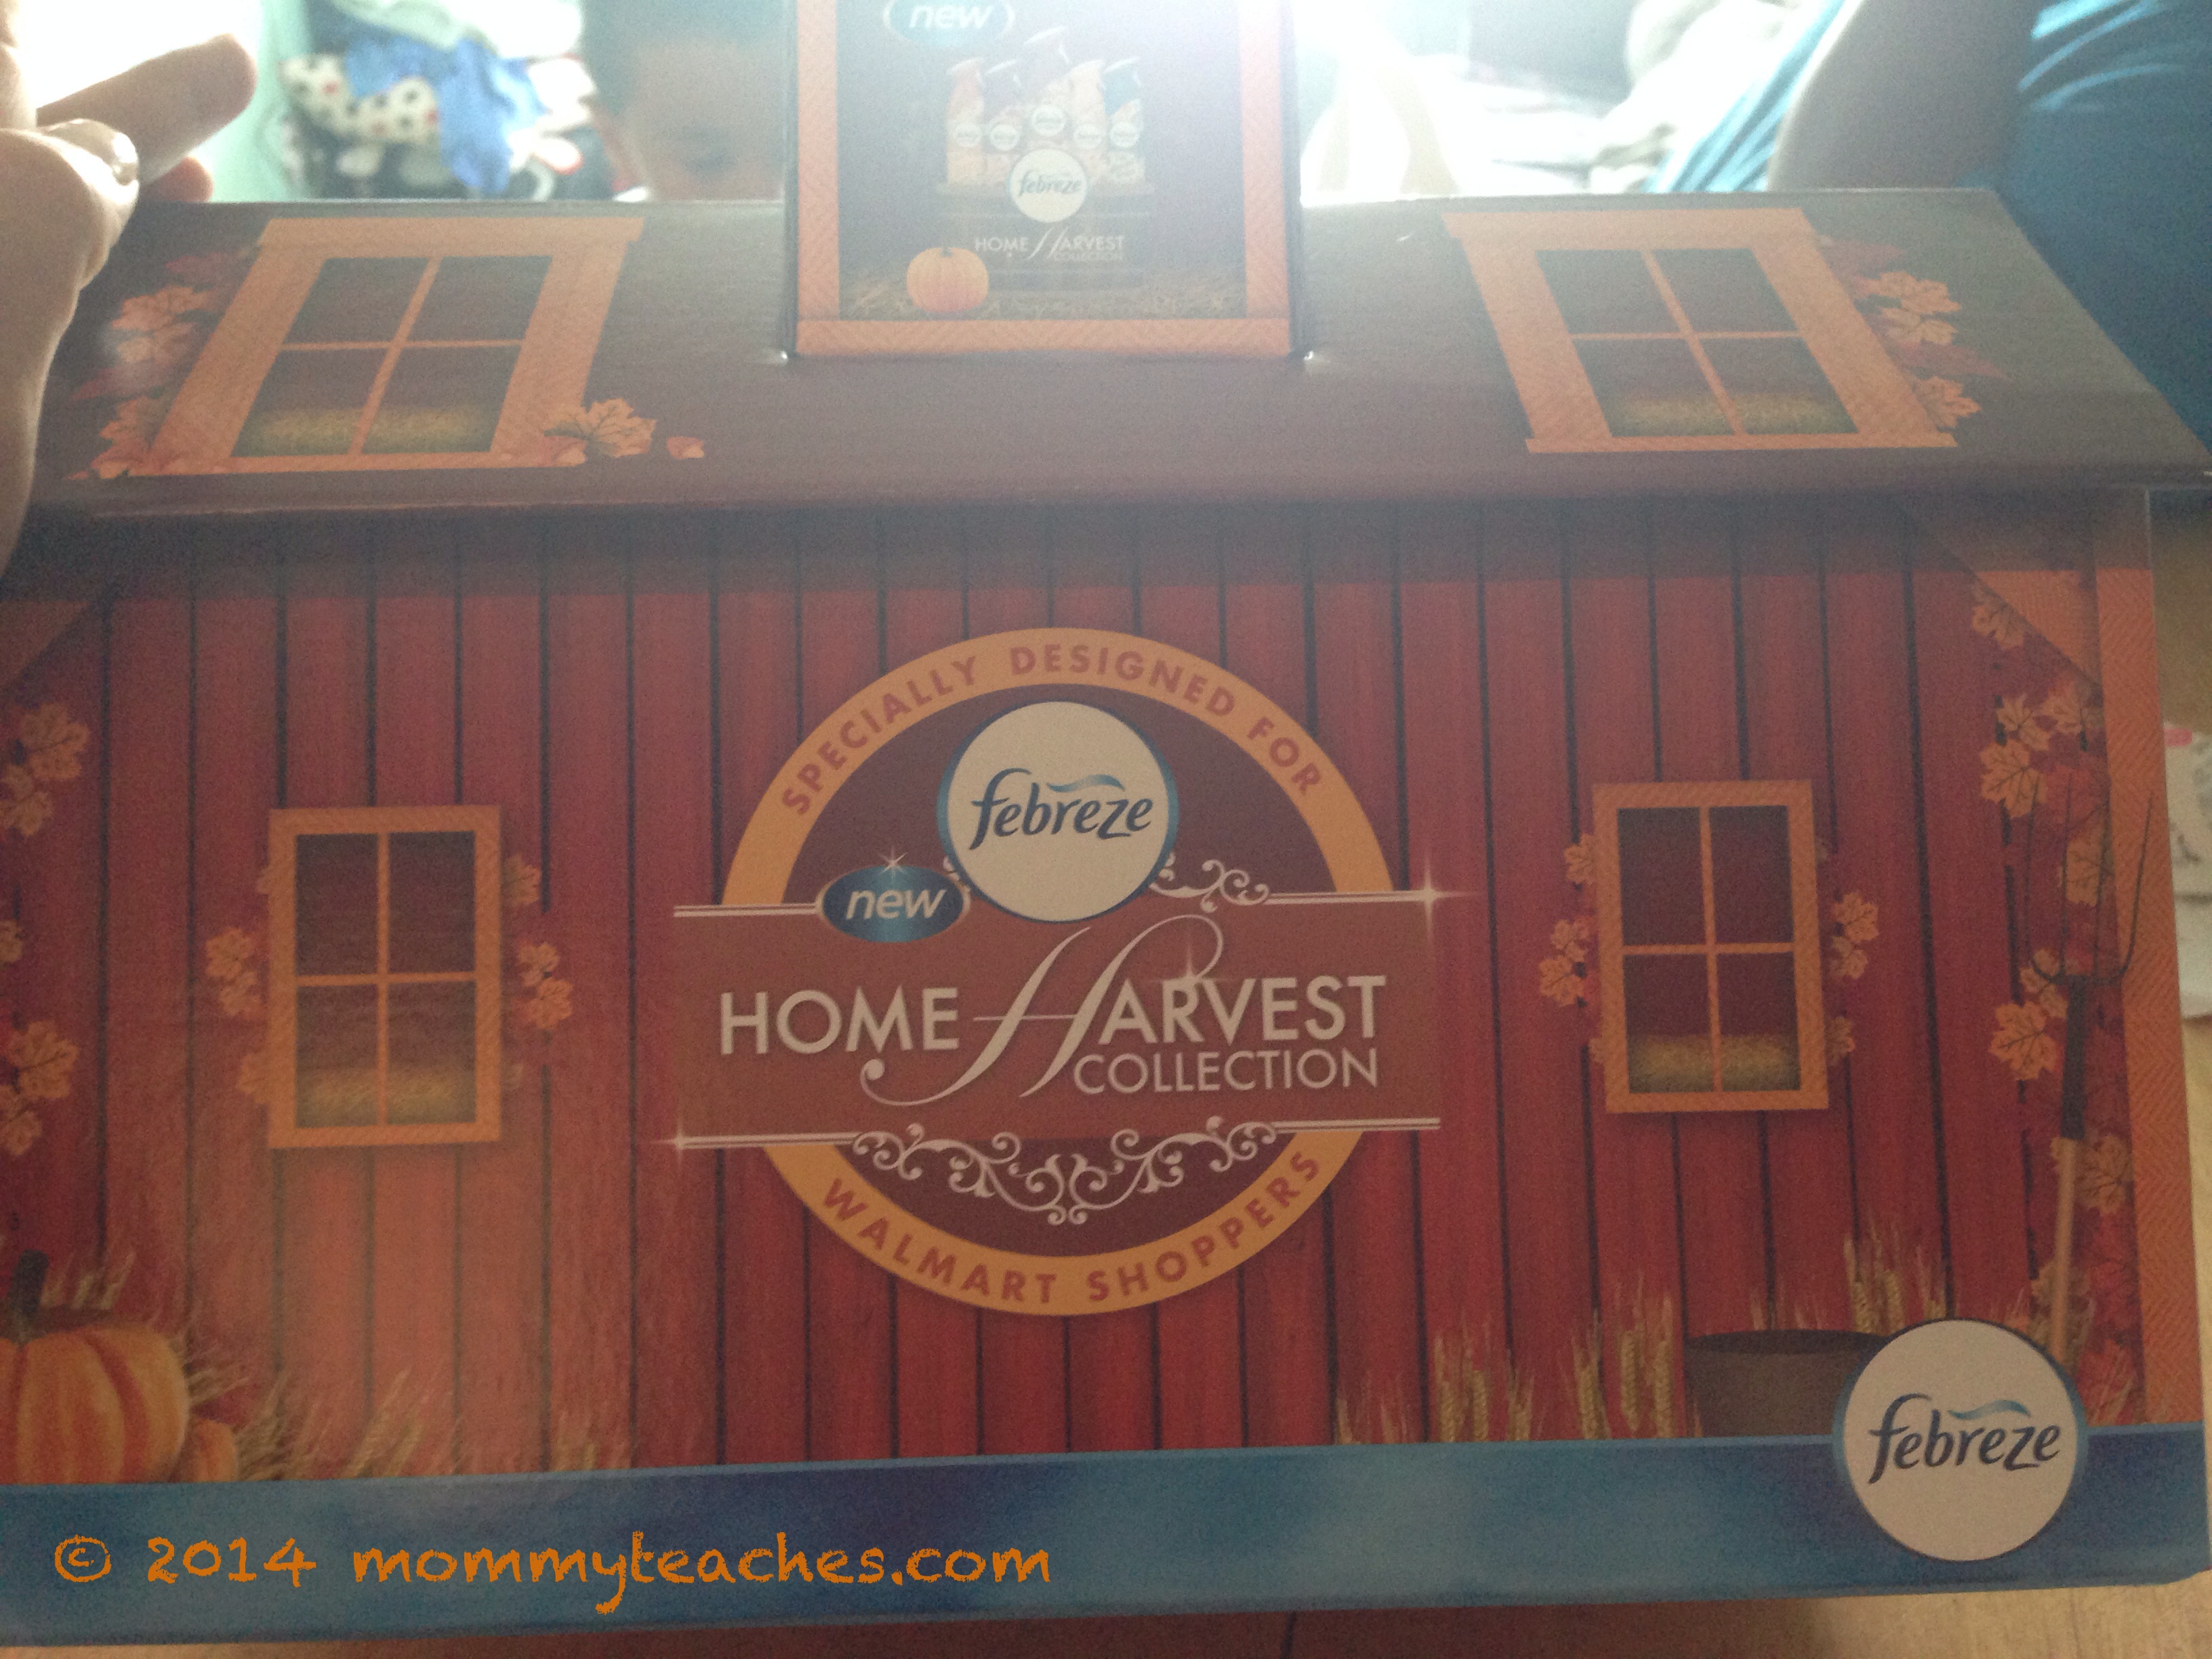 new
febreze
HOME HARVEST
COLLECTION
SPECIALLY DESIGNED FOR
febreze
new
HOME HARVEST
COLLECTION
WALMART SHOPPERS
febreze
© 2014 mommyteaches.com